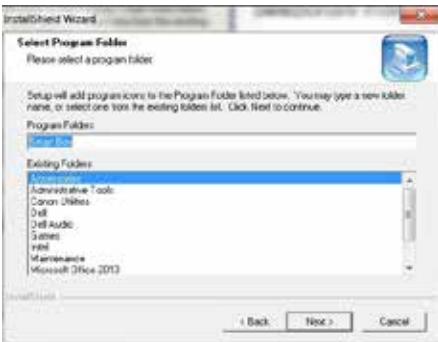 InstallShield Wizard
Select Program Folder
Please select a program folder.
Setup will add program icons to the Program Folder listed below. You may type a new folder
name, or select one from the existing folders list. Click Next to continue.
Program Folders:
Existing Folders:
Accessories
Administrative Tools
Canon Utilities
Dell
Dell Audio
Games
Intel
Maintenance
Microsoft Office 2013
InstallShield
< Back
Next >
Cancel